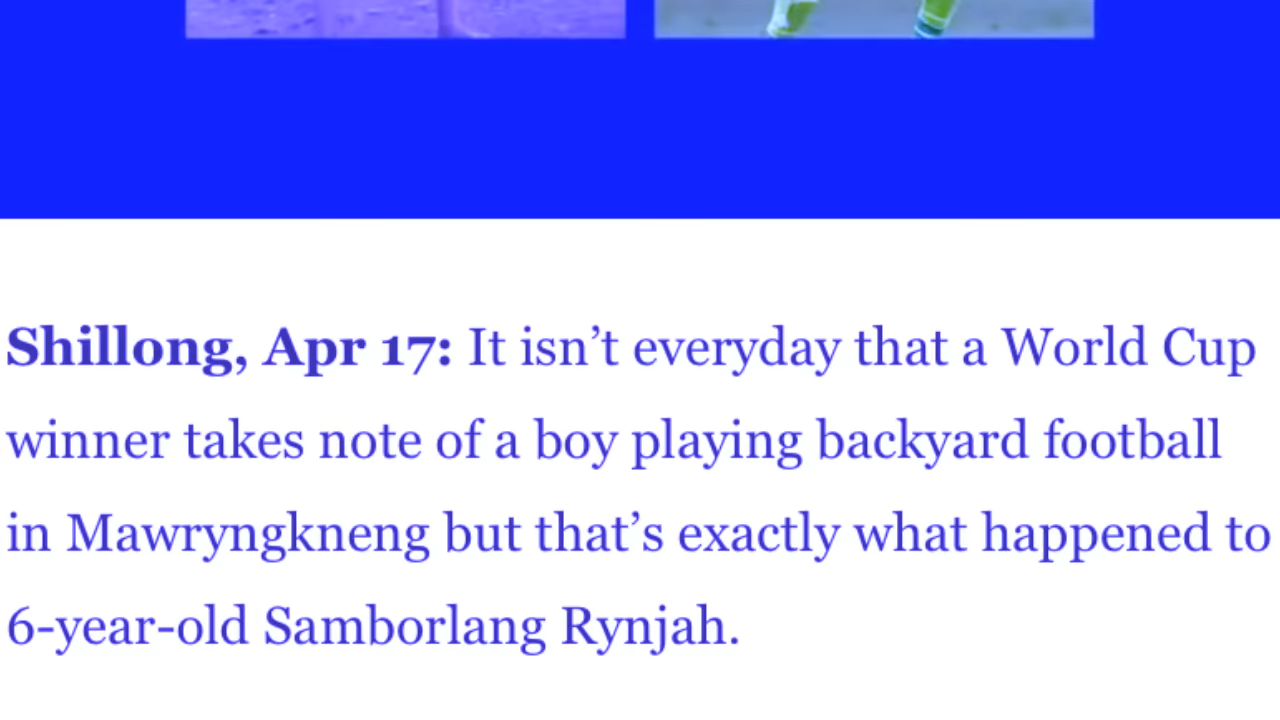 Shillong, Apr 17: It isn’t everyday that a World Cup
winner takes note of a boy playing backyard football
in Mawryngkneng but that’s exactly what happened to
6-year-old Samborlang Rynjah.